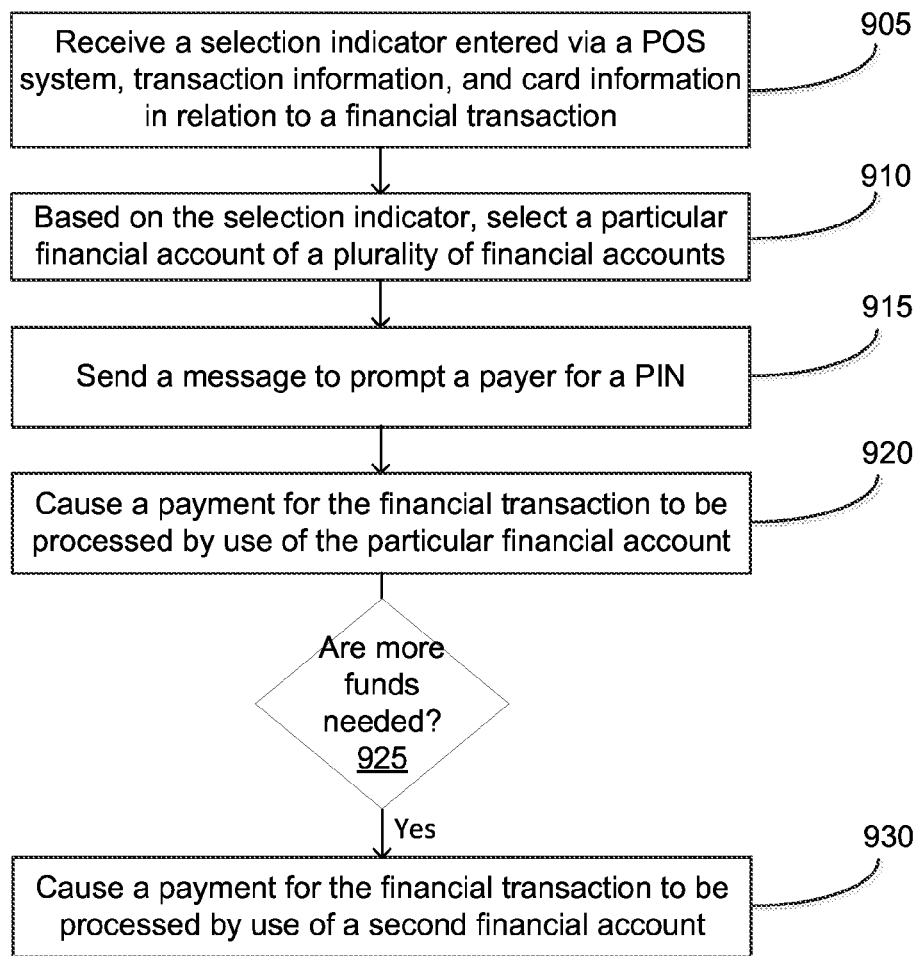 905
Receive a selection indicator entered via a POS
system, transaction information, and card information
in relation to a financial transaction
910
Based on the selection indicator, select a particular
financial account of a plurality of financial accounts
915
Send a message to prompt a payer for a PIN
920
Cause a payment for the financial transaction to be
processed by use of the particular financial account
Are more
funds
needed?
925
Yes
930
Cause a payment for the financial transaction to be
processed by use of a second financial account